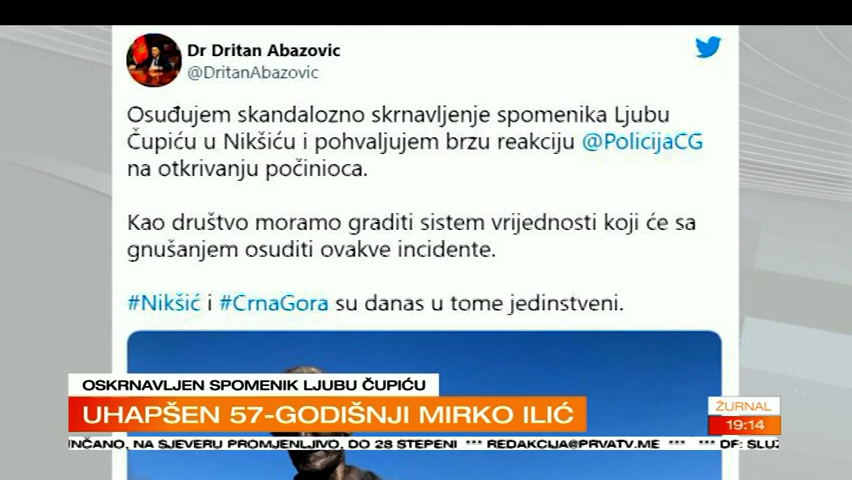 Dr Dritan Abazovic
@DritanAbazovic
Osuđujem skandalozno skrnavljenje spomenika Ljubu
Čupiću u Nikšiću i pohvaljujem brzu reakciju @PolicijaCG
na otkrivanju počinioca.
Kao društvo moramo graditi sistem vrijednosti koji će sa
gnušanjem osuditi ovakve incidente.
#Nikšić i #CrnaGora su danas u tome jedinstveni.
OSKRNAVLJEN SPOMENIK LJUBU ČUPIĆU
UHAPŠEN 57-GODIŠNJI MIRKO ILIĆ
ŽURNAL
19:14
UNČANO, NA SJEVERU PROMJENLJIVO, DO 28 STEPENI *** REDAKCIJA@PRVATV.ME *** DF: SLUŽ